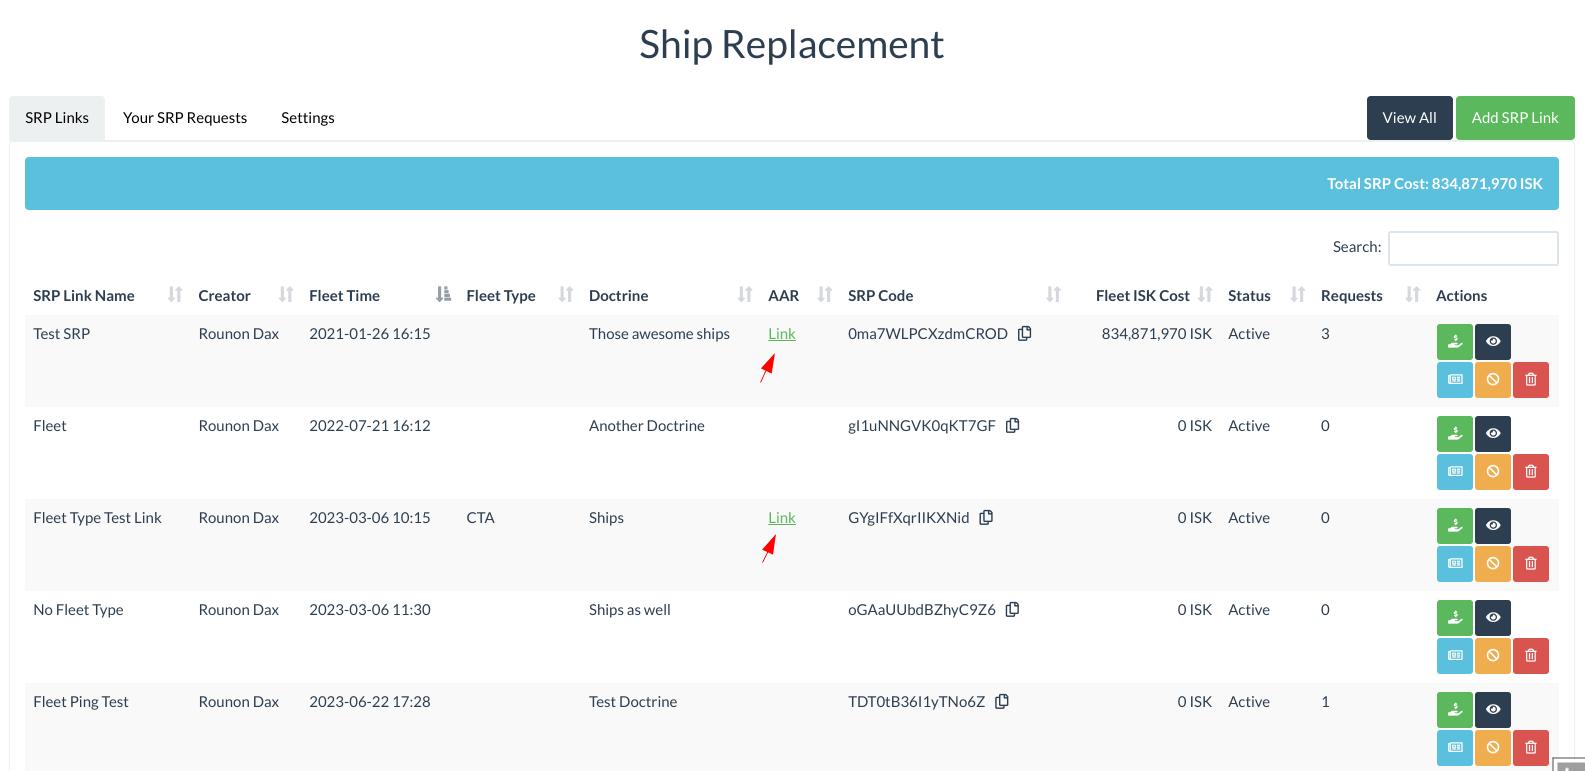 Ship Replacement
SRP Links Your SRP Requests Settings View All Add SRP Link
Total SRP Cost: 834,871,970 ISK
Search:
SRP Link Name Creator Fleet Time Fleet Type Doctrine AAR SRP Code Fleet ISK Cost Status Requests Actions
Test SRP Rounon Dax 2021-01-26 16:15 Those awesome ships Link 0ma7WLPCXzdmCROD 834,871,970 ISK Active 3
Fleet Rounon Dax 2022-07-21 16:12 Another Doctrine gI1uNNGVK0qKT7GF 0 ISK Active 0
Fleet Type Test Link Rounon Dax 2023-03-06 10:15 CTA Ships Link GYglFfXqrIIKXNid 0 ISK Active 0
No Fleet Type Rounon Dax 2023-03-06 11:30 Ships as well oGAaUUbdBZhyC9Z6 0 ISK Active 0
Fleet Ping Test Rounon Dax 2023-06-22 17:28 Test Doctrine TDT0tB36I1yTNo6Z 0 ISK Active 1